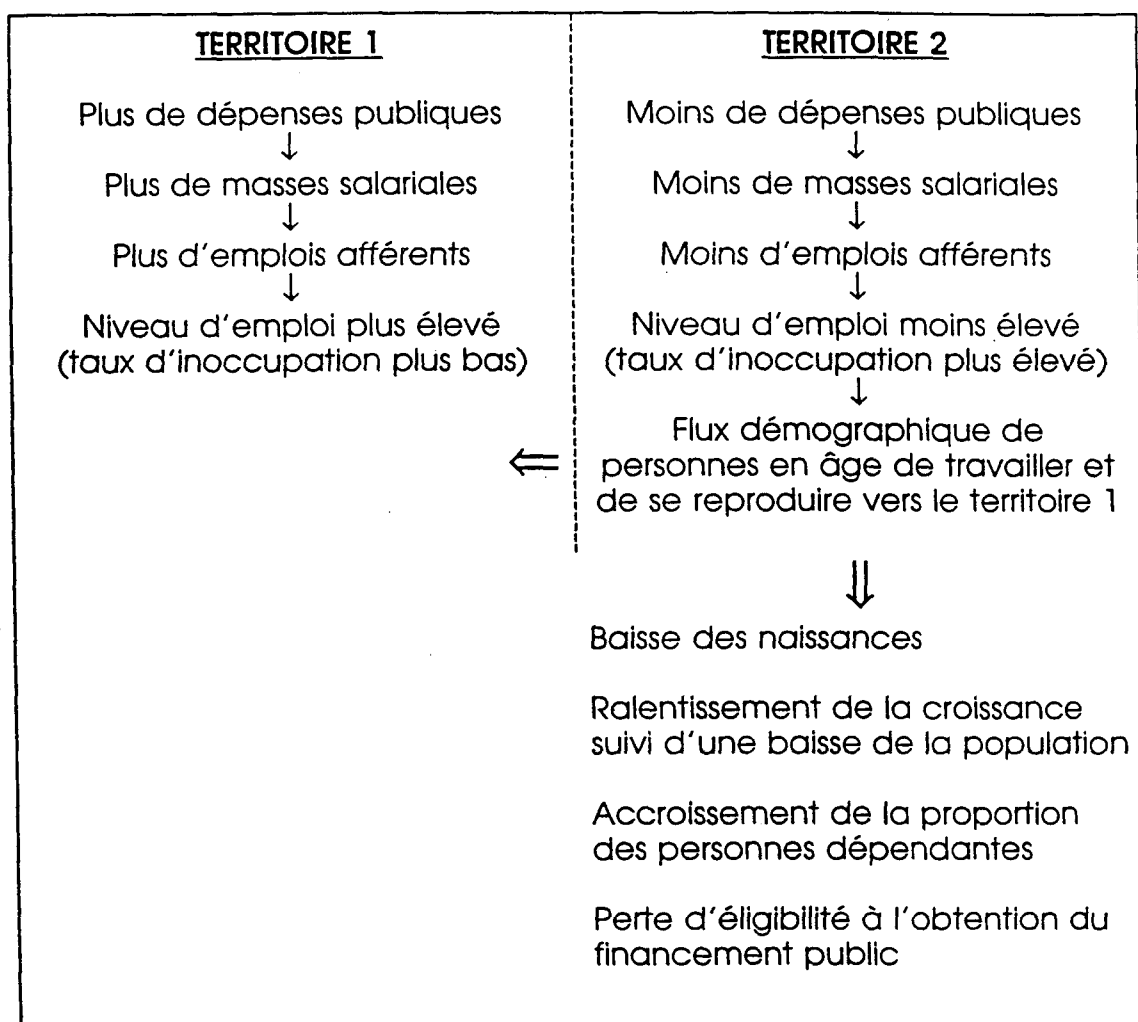 TERRITOIRE 1
Plus de dépenses publiques
↓
Plus de masses salariales
↓
Plus d'emplois afférents
↓
Niveau d'emploi plus élevé
(taux d'inoccupation plus bas)
TERRITOIRE 2
Moins de dépenses publiques
↓
Moins de masses salariales
↓
Moins d'emplois afférents
↓
Niveau d'emploi moins élevé
(taux d'inoccupation plus élevé)
↓
Flux démographique de
⇐ personnes en âge de travailler et
de se reproduire vers le territoire 1
⇓
Baisse des naissances
Ralentissement de la croissance
suivi d'une baisse de la population
Accroissement de la proportion
des personnes dépendantes
Perte d'éligibilité à l'obtention du
financement public